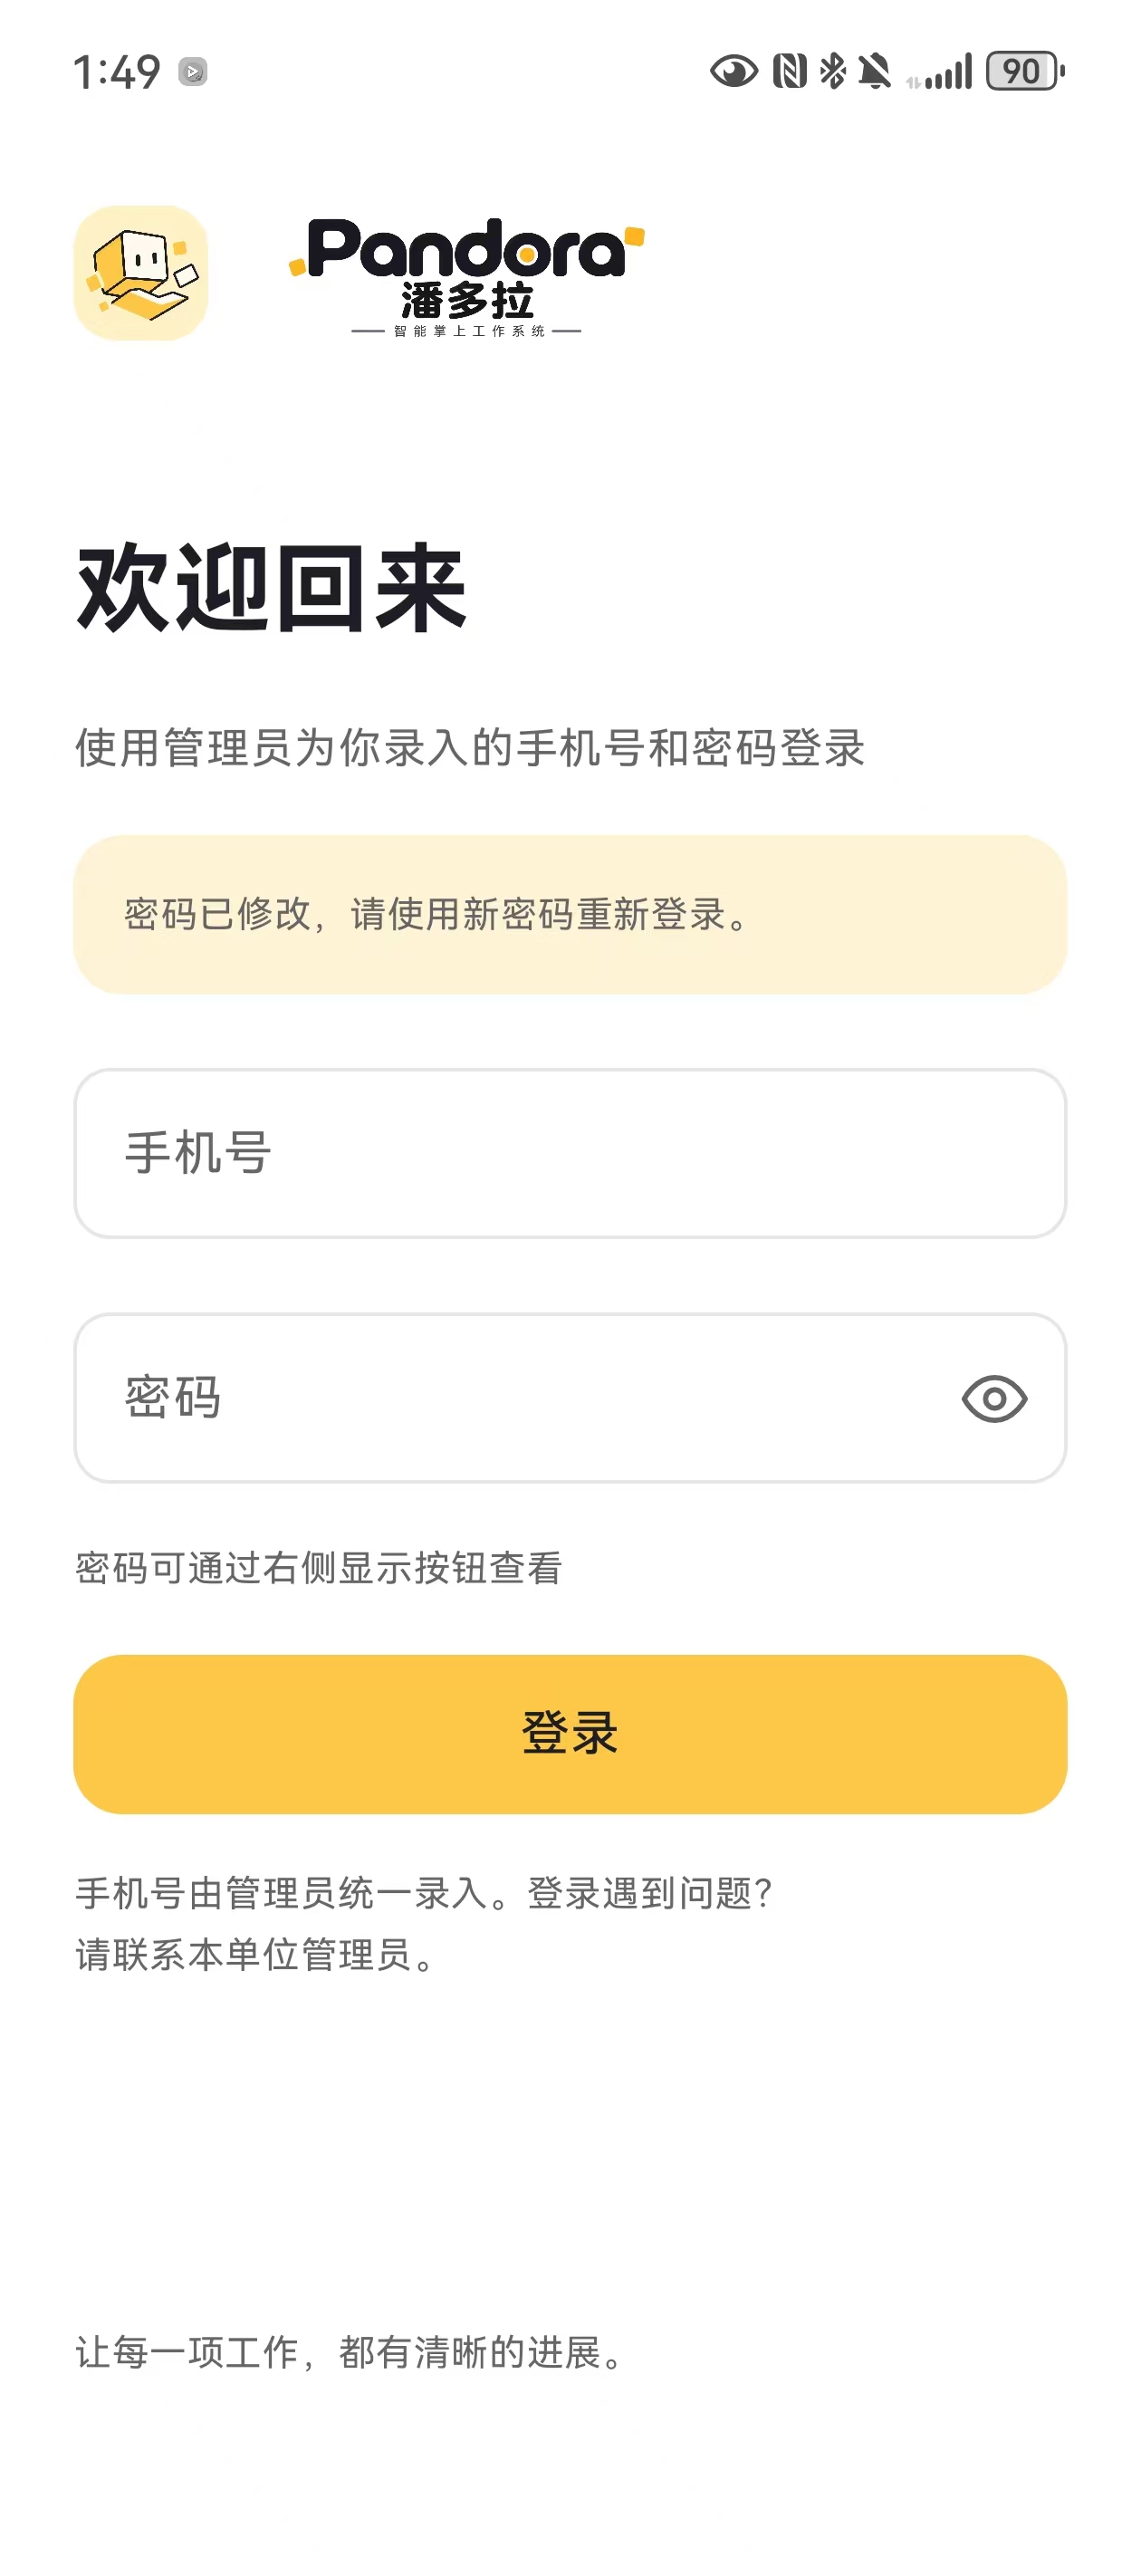 1:49
90
Pandora
潘多拉
智能掌上工作系统
欢迎回来
使用管理员为你录入的手机号和密码登录
密码已修改，请使用新密码重新登录。
手机号
密码
密码可通过右侧显示按钮查看
登录
手机号由管理员统一录入。登录遇到问题？
请联系本单位管理员。
让每一项工作，都有清晰的进展。